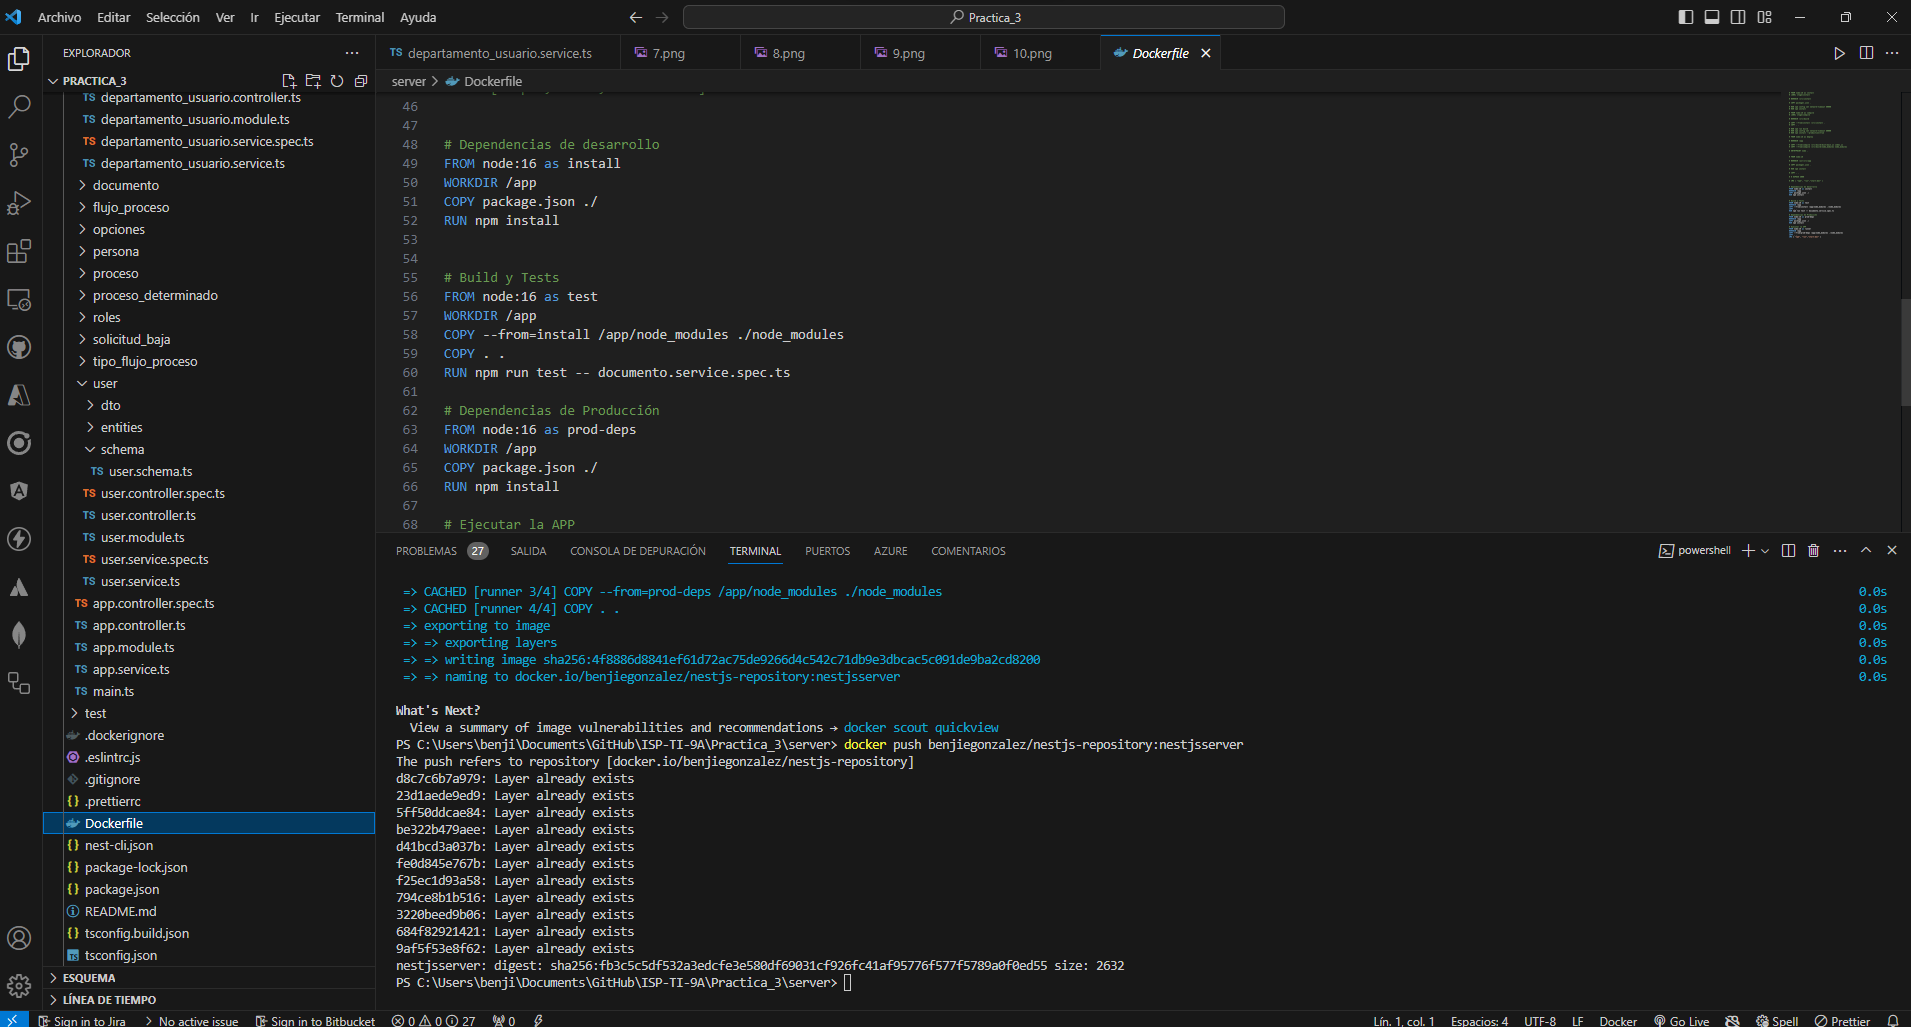 Archivo Editar Selección Ver Ir Ejecutar Terminal Ayuda
Practica_3
EXPLORADOR
PRACTICA_3
departamento_usuario.controller.ts
TS departamento_usuario.module.ts
TS departamento_usuario.service.spec.ts
TS departamento_usuario.service.ts
documento
flujo_proceso
opciones
persona
proceso
proceso_determinado
roles
solicitud_baja
tipo_flujo_proceso
user
dto
entities
schema
TS user.schema.ts
TS user.controller.spec.ts
TS user.controller.ts
TS user.module.ts
TS user.service.spec.ts
TS user.service.ts
TS app.controller.spec.ts
TS app.controller.ts
TS app.module.ts
TS app.service.ts
TS main.ts
test
.dockerignore
.eslintrc.js
.gitignore
{} .prettierrc
Dockerfile
{} nest-cli.json
{} package-lock.json
{} package.json
README.md
{} tsconfig.build.json
tsconfig.json
ESQUEMA
LÍNEA DE TIEMPO
TS departamento_usuario.service.ts 7.png 8.png 9.png 10.png Dockerfile
server > Dockerfile
46
47
48 # Dependencias de desarrollo
49 FROM node:16 as install
50 WORKDIR /app
51 COPY package.json ./
52 RUN npm install
53
54
55 # Build y Tests
56 FROM node:16 as test
57 WORKDIR /app
58 COPY --from=install /app/node_modules ./node_modules
59 COPY . .
60 RUN npm run test -- documento.service.spec.ts
61
62 # Dependencias de Producción
63 FROM node:16 as prod-deps
64 WORKDIR /app
65 COPY package.json ./
66 RUN npm install
67
68 # Ejecutar la APP
PROBLEMAS 27 SALIDA CONSOLA DE DEPURACIÓN TERMINAL PUERTOS AZURE COMENTARIOS
powershell
=> CACHED [runner 3/4] COPY --from=prod-deps /app/node_modules ./node_modules 0.0s
=> CACHED [runner 4/4] COPY . . 0.0s
=> exporting to image 0.0s
=> => exporting layers 0.0s
=> => writing image sha256:4f8886d8841ef61d72ac75de9266d4c542c71db9e3dbcac5c091de9ba2cd8200 0.0s
=> => naming to docker.io/benjiegonzalez/nestjs-repository:nestjsserver 0.0s
What's Next?
View a summary of image vulnerabilities and recommendations → docker scout quickview
PS C:\Users\benji\Documents\GitHub\ISP-TI-9A\Practica_3\server> docker push benjiegonzalez/nestjs-repository:nestjsserver
The push refers to repository [docker.io/benjiegonzalez/nestjs-repository]
d8c7c6b7a979: Layer already exists
23d1aede9ed9: Layer already exists
5ff50ddcae84: Layer already exists
be322b479aee: Layer already exists
d41bcd3a037b: Layer already exists
fe0d845e767b: Layer already exists
f25ec1d93a58: Layer already exists
794ce8b1b516: Layer already exists
3220beed9b06: Layer already exists
684f82921421: Layer already exists
9af5f53e8f62: Layer already exists
nestjsserver: digest: sha256:fb3c5c5df532a3edcfe3e580df69031cf926fc41af95776f577f5789a0f0ed55 size: 2632
PS C:\Users\benji\Documents\GitHub\ISP-TI-9A\Practica_3\server>
Sign in to Jira No active issue Sign in to Bitbucket 0 0 27 0 Lín. 1, col. 1 Espacios: 4 UTF-8 LF Docker Go Live Spell Prettier